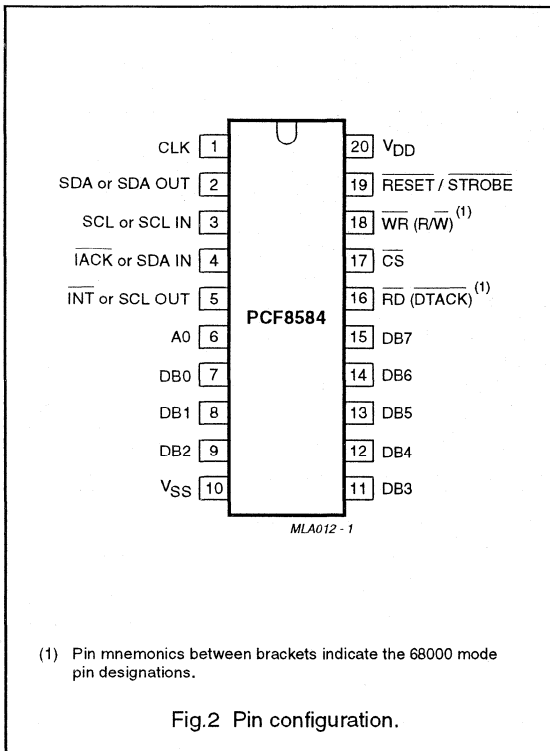 CLK 1 20 VDD
SDA or SDA OUT 2 19 RESET / STROBE
SCL or SCL IN 3 18 WR (R/W) (1)
IACK or SDA IN 4 17 CS
INT or SCL OUT 5 16 RD (DTACK) (1)
PCF8584
A0 6 15 DB7
DB0 7 14 DB6
DB1 8 13 DB5
DB2 9 12 DB4
VSS 10 11 DB3
MLA012 - 1
(1) Pin mnemonics between brackets indicate the 68000 mode
pin designations.
Fig.2 Pin configuration.